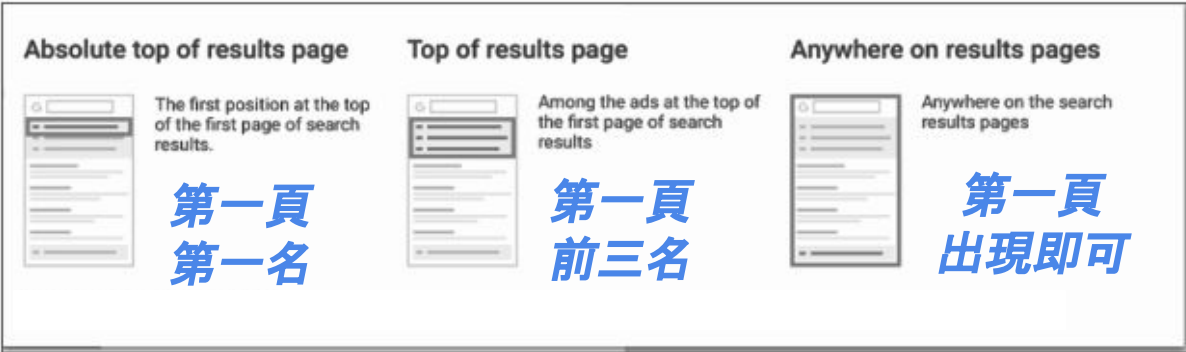 Absolute top of results page
The first position at the top
of the first page of search
results.
第一頁
第一名
Top of results page
Among the ads at the top of
the first page of search
results
第一頁
前三名
Anywhere on results pages
Anywhere on the search
results pages
第一頁
出現即可
G
G
G